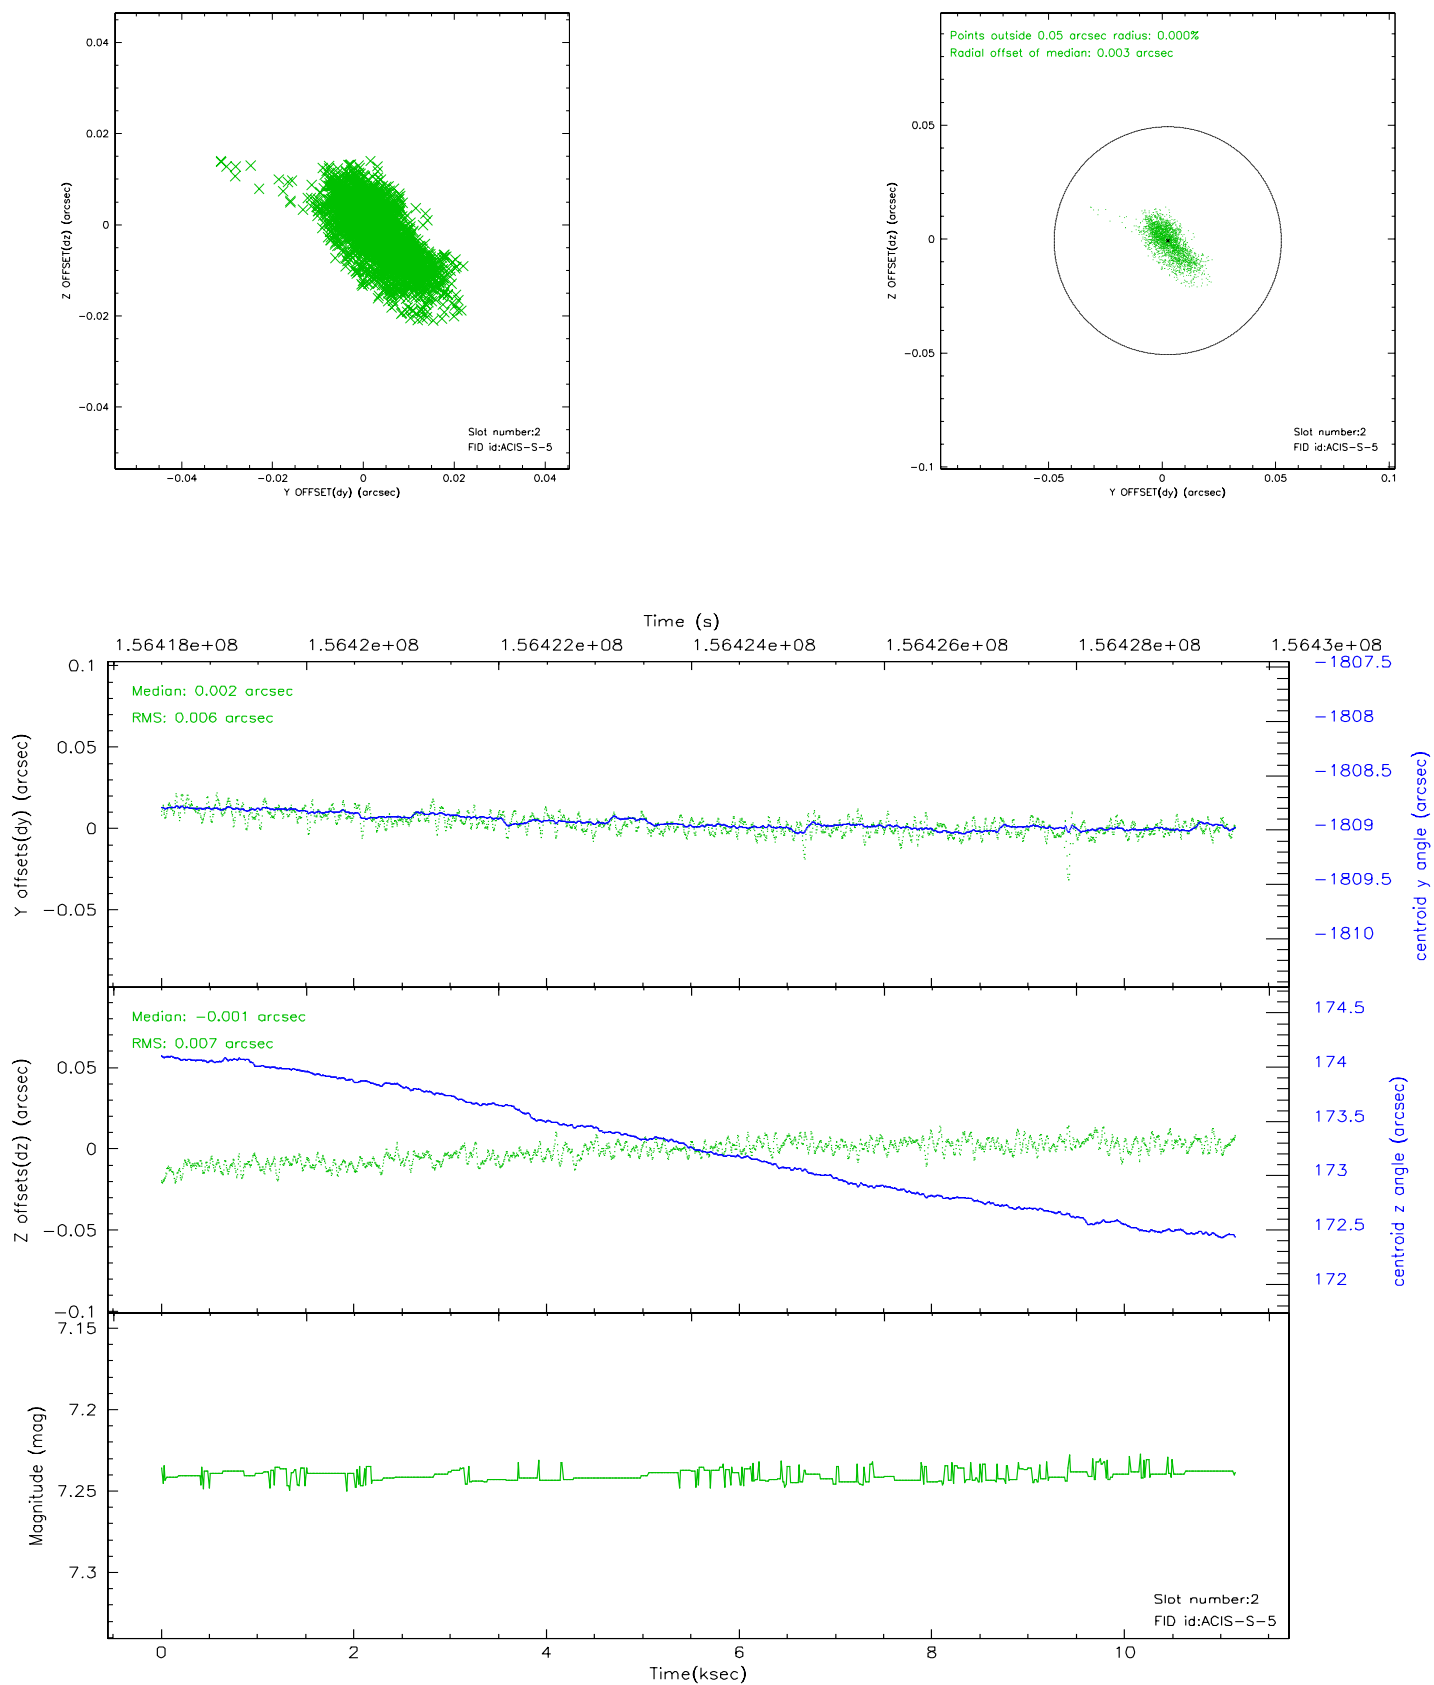 0.04
0.02
0
−0.02
−0.04
Z OFFSET(dz) (arcsec)
Slot number:2
FID id:ACIS−S−5
−0.04
−0.02
0
0.02
0.04
Y OFFSET(dy) (arcsec)
Points outside 0.05 arcsec radius: 0.000%
Radial offset of median: 0.003 arcsec
0.05
0
−0.05
−0.1
Z OFFSET(dz) (arcsec)
Slot number:2
FID id:ACIS−S−5
−0.05
0
0.05
0.1
Y OFFSET(dy) (arcsec)
Time (s)
1.56418e+08
1.5642e+08
1.56422e+08
1.56424e+08
1.56426e+08
1.56428e+08
1.5643e+08
0.1
0.05
0
−0.05
Y offsets(dy) (arcsec)
Median: 0.002 arcsec
RMS: 0.006 arcsec
−1807.5
−1808
−1808.5
−1809
−1809.5
−1810
centroid y angle (arcsec)
0.05
0
−0.05
−0.1
Z offsets(dz) (arcsec)
Median: −0.001 arcsec
RMS: 0.007 arcsec
174.5
174
173.5
173
172.5
172
centroid z angle (arcsec)
7.15
7.2
7.25
7.3
Magnitude (mag)
Slot number:2
FID id:ACIS−S−5
0
2
4
6
8
10
Time(ksec)